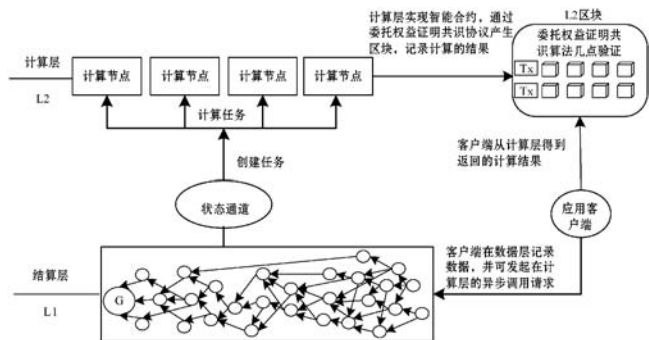 计算层实现智能合约，通过
委托权益证明共识协议产生
区块，记录计算的结果
L2区块
委托权益证明共
识算法几点验证
Tx
Tx
计算层
L2
计算节点
计算节点
计算节点
计算节点
计算任务
创建任务
状态通道
客户端从计算层得到
返回的计算结果
应用客
户端
结算层
L1
G
客户端在数据层记录
数据，并可发起在计
算层的异步调用请求